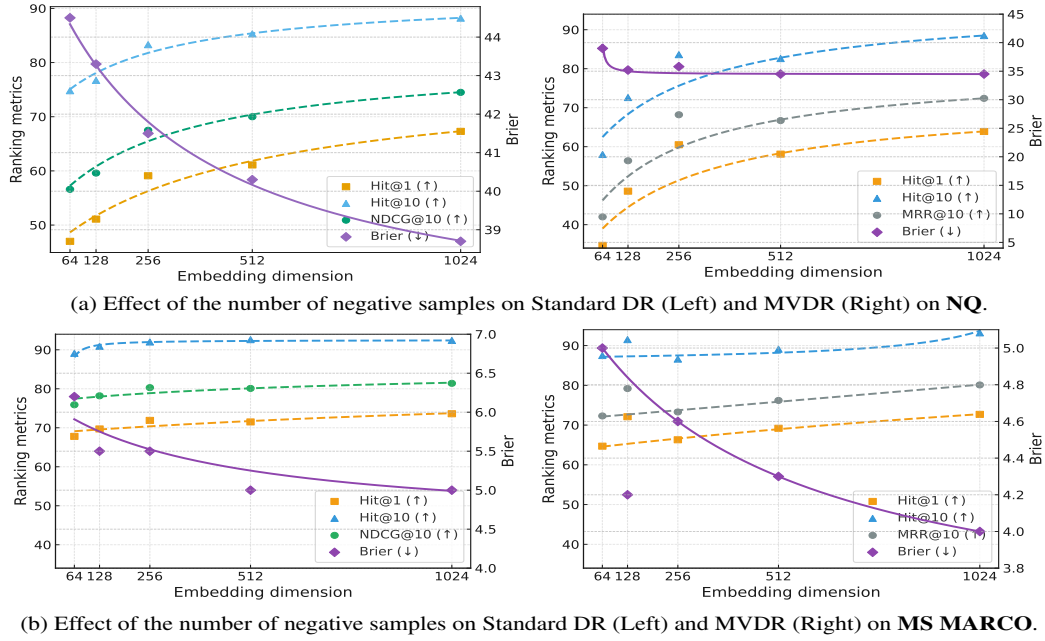 90
80
70
60
50
Ranking metrics
44
43
42
41
40
39
Brier
Hit@1 (↑)
Hit@10 (↑)
NDCG@10 (↑)
Brier (↓)
64 128 256 512 1024
Embedding dimension
90
80
70
60
50
40
Ranking metrics
45
40
35
30
25
20
15
10
5
Brier
Hit@1 (↑)
Hit@10 (↑)
MRR@10 (↑)
Brier (↓)
64 128 256 512 1024
Embedding dimension
(a) Effect of the number of negative samples on Standard DR (Left) and MVDR (Right) on NQ.
90
80
70
60
50
40
Ranking metrics
7.0
6.5
6.0
5.5
5.0
4.5
4.0
Brier
Hit@1 (↑)
Hit@10 (↑)
NDCG@10 (↑)
Brier (↓)
64 128 256 512 1024
Embedding dimension
90
80
70
60
50
40
Ranking metrics
5.0
4.8
4.6
4.4
4.2
4.0
3.8
Brier
Hit@1 (↑)
Hit@10 (↑)
MRR@10 (↑)
Brier (↓)
64 128 256 512 1024
Embedding dimension
(b) Effect of the number of negative samples on Standard DR (Left) and MVDR (Right) on MS MARCO.